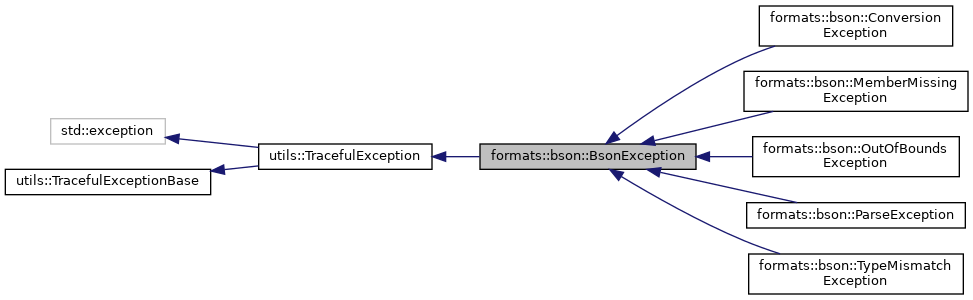 std::exception
utils::TracefulExceptionBase
utils::TracefulException
formats::bson::BsonException
formats::bson::Conversion
Exception
formats::bson::MemberMissing
Exception
formats::bson::OutOfBounds
Exception
formats::bson::ParseException
formats::bson::TypeMismatch
Exception